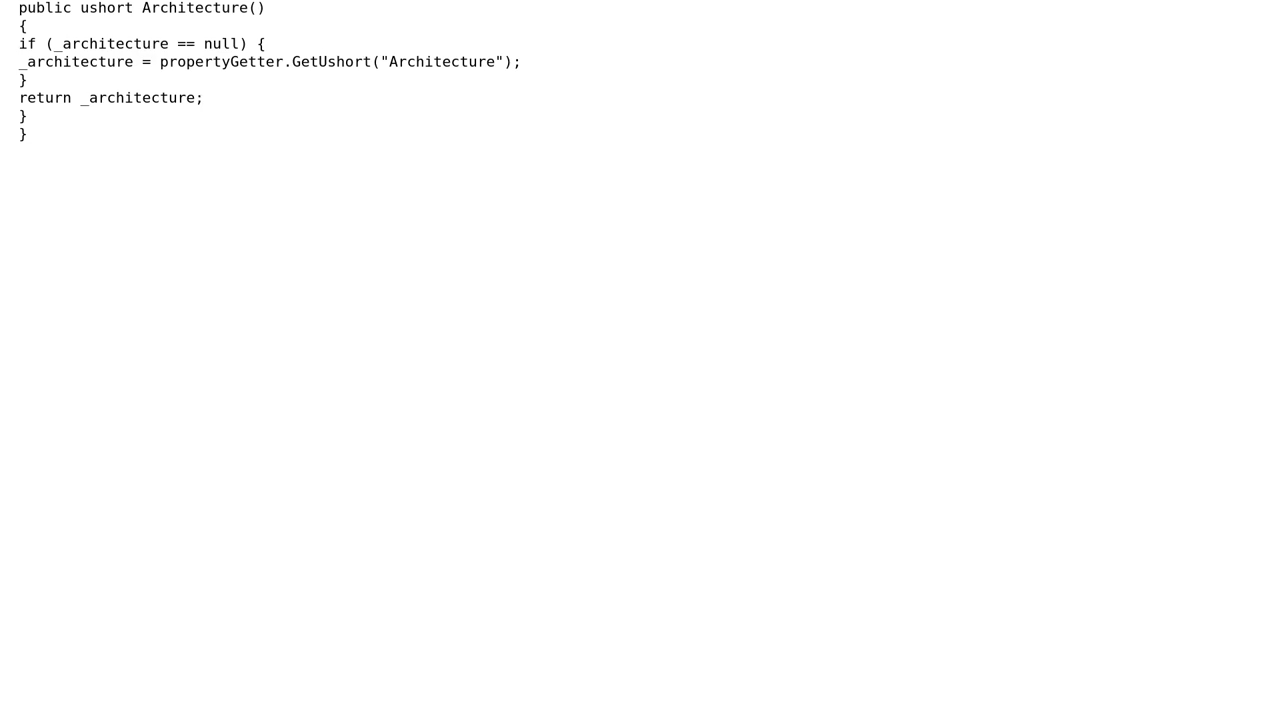 public ushort Architecture()
{
if (_architecture == null) {
_architecture = propertyGetter.GetUshort("Architecture");
}
return _architecture;
}
}